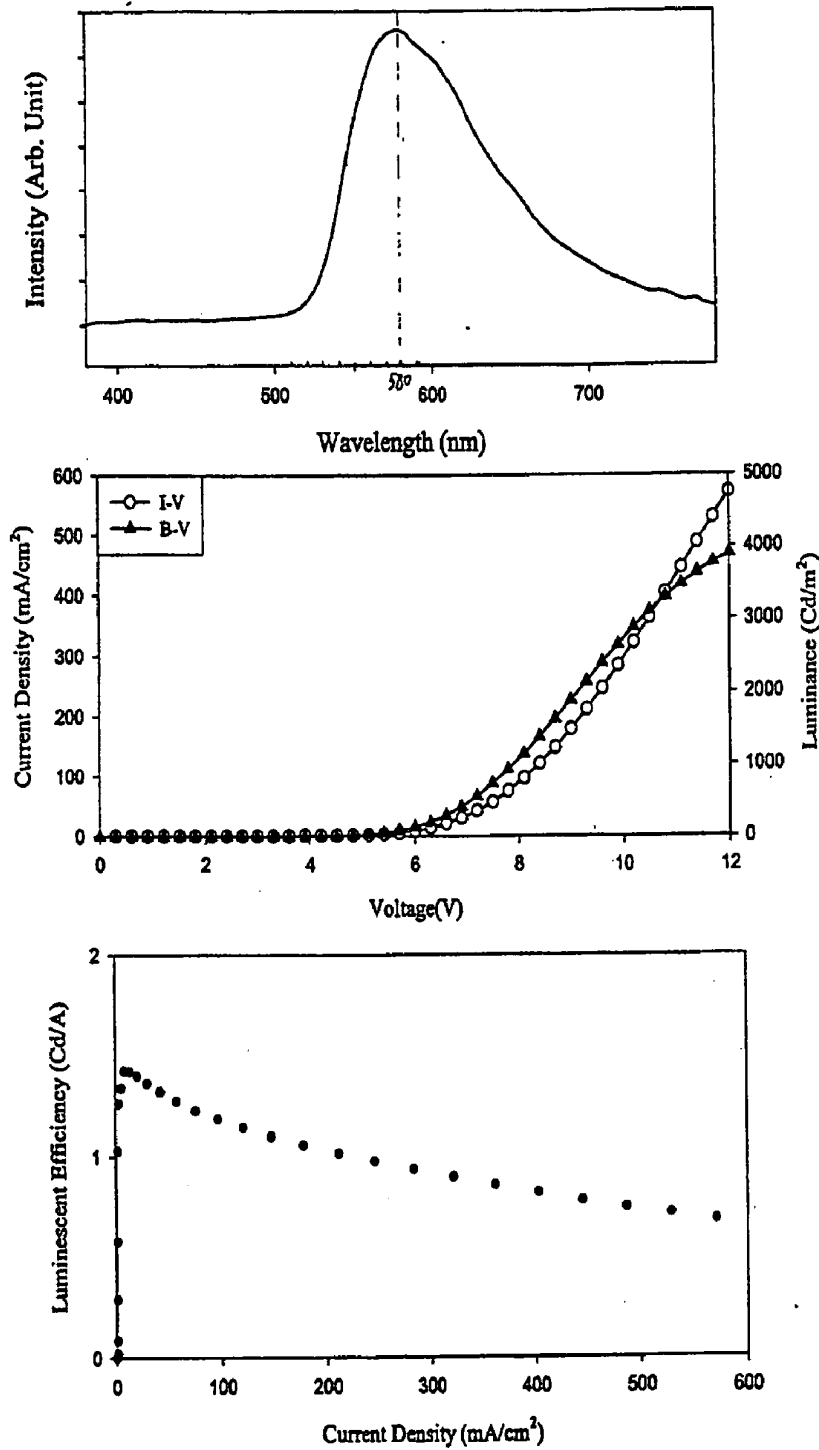 Intensity (Arb. Unit)
580
400 500 600 700
Wavelength (nm)
600 500 400 300 200 100 0
Current Density (mA/cm²)
I-V
B-V
5000 4000 3000 2000 1000 0
Luminance (Cd/m²)
0 2 4 6 8 10 12
Voltage(V)
2 1 0
Luminescent Efficiency (Cd/A)
0 100 200 300 400 500 600
Current Density (mA/cm²)